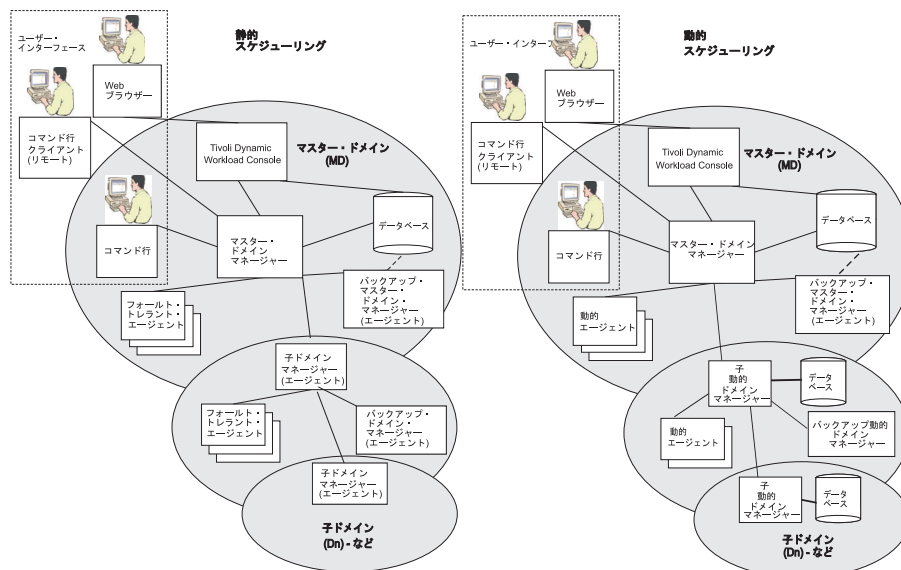 ユーザー・
インターフェース
静的
スケジューリング
Web
ブラウザー
コマンド行
クライアント
(リモート)
Tivoli Dynamic
Workload Console
マスター・ドメイン
(MD)
データベース
コマンド行
マスター・
ドメイン
マネージャー
バックアップ・
マスター・
ドメイン・
マネージャー
(エージェント)
フォールト・
トレラント・
エージェント
子ドメイン
マネージャー
(エージェント)
フォールト・
トレラント・
エージェント
バックアップ・
ドメイン・
マネージャー
(エージェント)
子ドメイン
マネージャー
(エージェント)
子ドメイン
(Dn) - など
ユーザー・インターフ
動的
スケジューリング
Web
ブラウザー
コマンド行
クライアント
(リモート)
Tivoli Dynamic
Workload Console
マスター・ドメイン
(MD)
データベース
コマンド行
マスター・ドメイン
マネージャー
バックアップ・
マスター・
ドメイン・
マネージャー
(エージェント)
動的
エージェント
子
動的
ドメイン
マネージャー
データ
ベース
動的
エージェント
バックアップ動的
ドメイン
マネージャー
子
動的
ドメイン
マネージャー
データ
ベース
子ドメイン
(Dn) - など